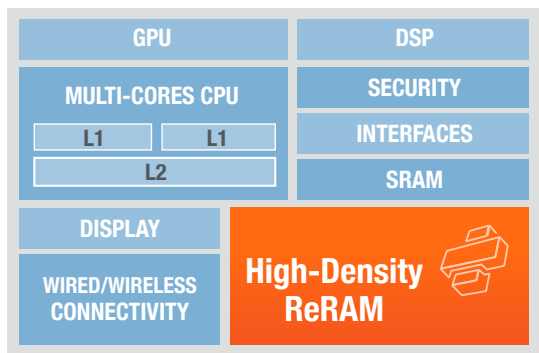 GPU
DSP
MULTI-CORES CPU
L1
L1
L2
SECURITY
INTERFACES
SRAM
DISPLAY
WIRED/WIRELESS
CONNECTIVITY
High-Density
ReRAM